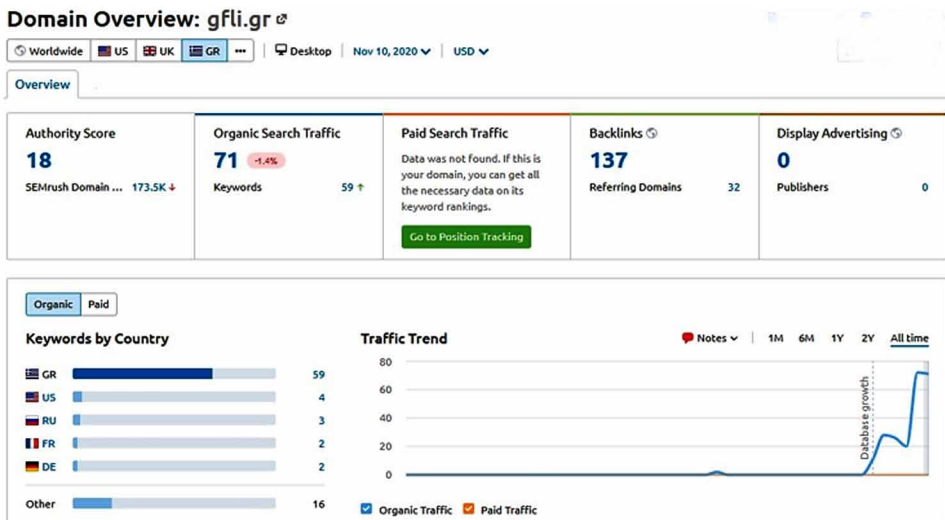 Domain Overview: gfli.gr
Worldwide US UK GR ••• Desktop Nov 10, 2020 USD
Overview
Authority Score
18
SEMrush Domain ... 173.5K ↓
Organic Search Traffic
71 -1.4%
Keywords 59 ↑
Paid Search Traffic
Data was not found. If this is
your domain, you can get all
the necessary data on its
keyword rankings.
Go to Position Tracking
Backlinks
137
Referring Domains 32
Display Advertising
0
Publishers 0
Organic Paid
Keywords by Country
GR 59
US 4
RU 3
FR 2
DE 2
Other 16
Traffic Trend
Notes 1M 6M 1Y 2Y All time
80
60
40
20
0
Database growth
Organic Traffic Paid Traffic